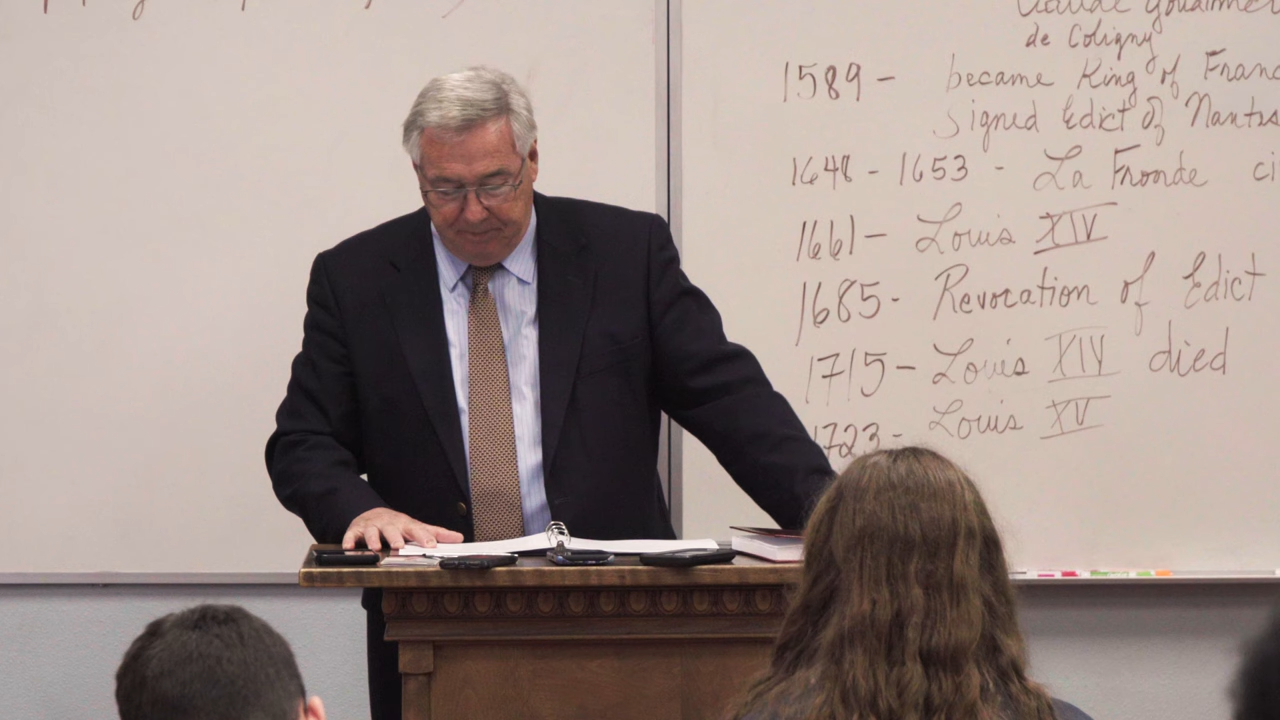 de Coligny
1589 - became King of
signed Edict of Nantes
1648 - 1653 - La Fronde
1661 - Louis XIV
1685 - Revocation of Edict
1715 - Louis XIV died
1723 - Louis XV